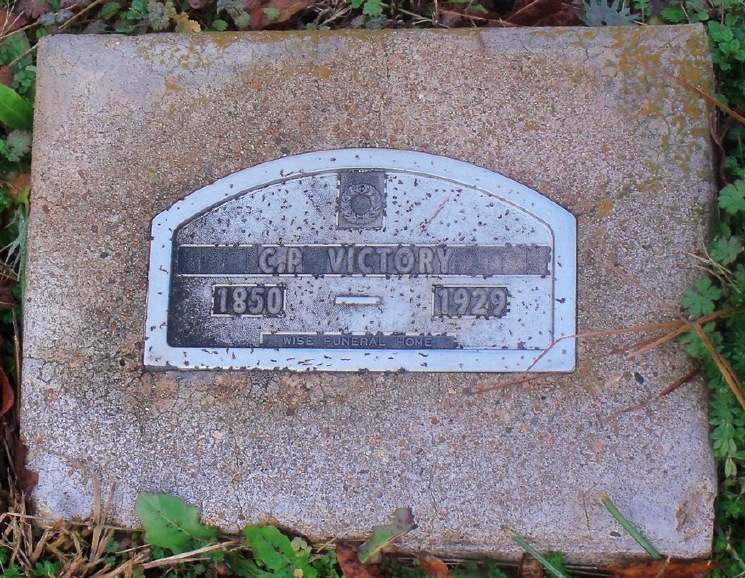 C.P. VICTORY
1850 — 1929
WISE FUNERAL HOME